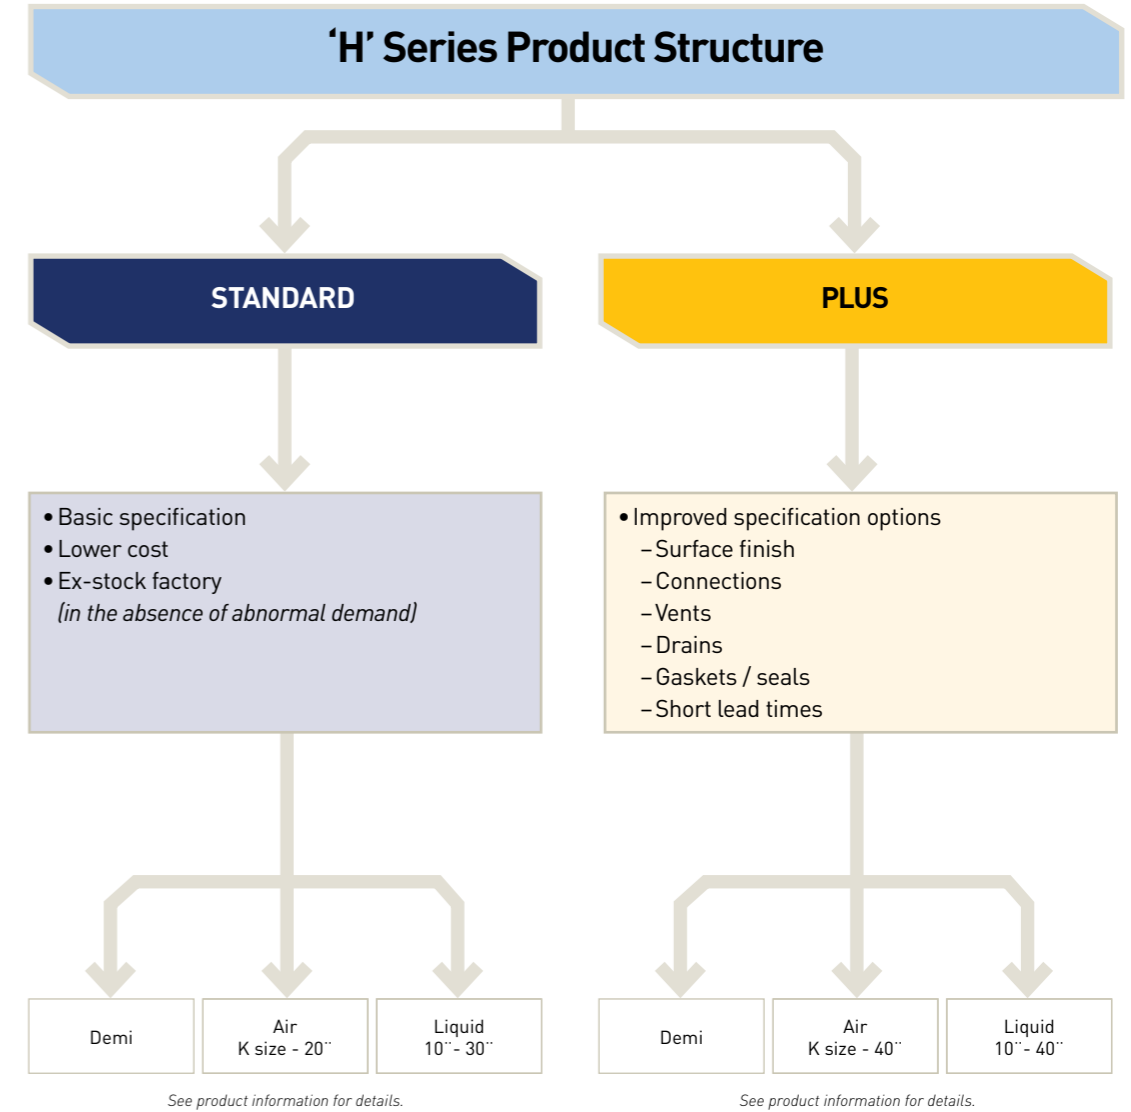 ‘H’ Series Product Structure
STANDARD
PLUS
• Basic specification
• Lower cost
• Ex-stock factory
(in the absence of abnormal demand)
• Improved specification options
– Surface finish
– Connections
– Vents
– Drains
– Gaskets / seals
– Short lead times
Demi
Air
K size - 20¨
Liquid
10¨- 30¨
Demi
Air
K size - 40¨
Liquid
10¨- 40¨
See product information for details.
See product information for details.